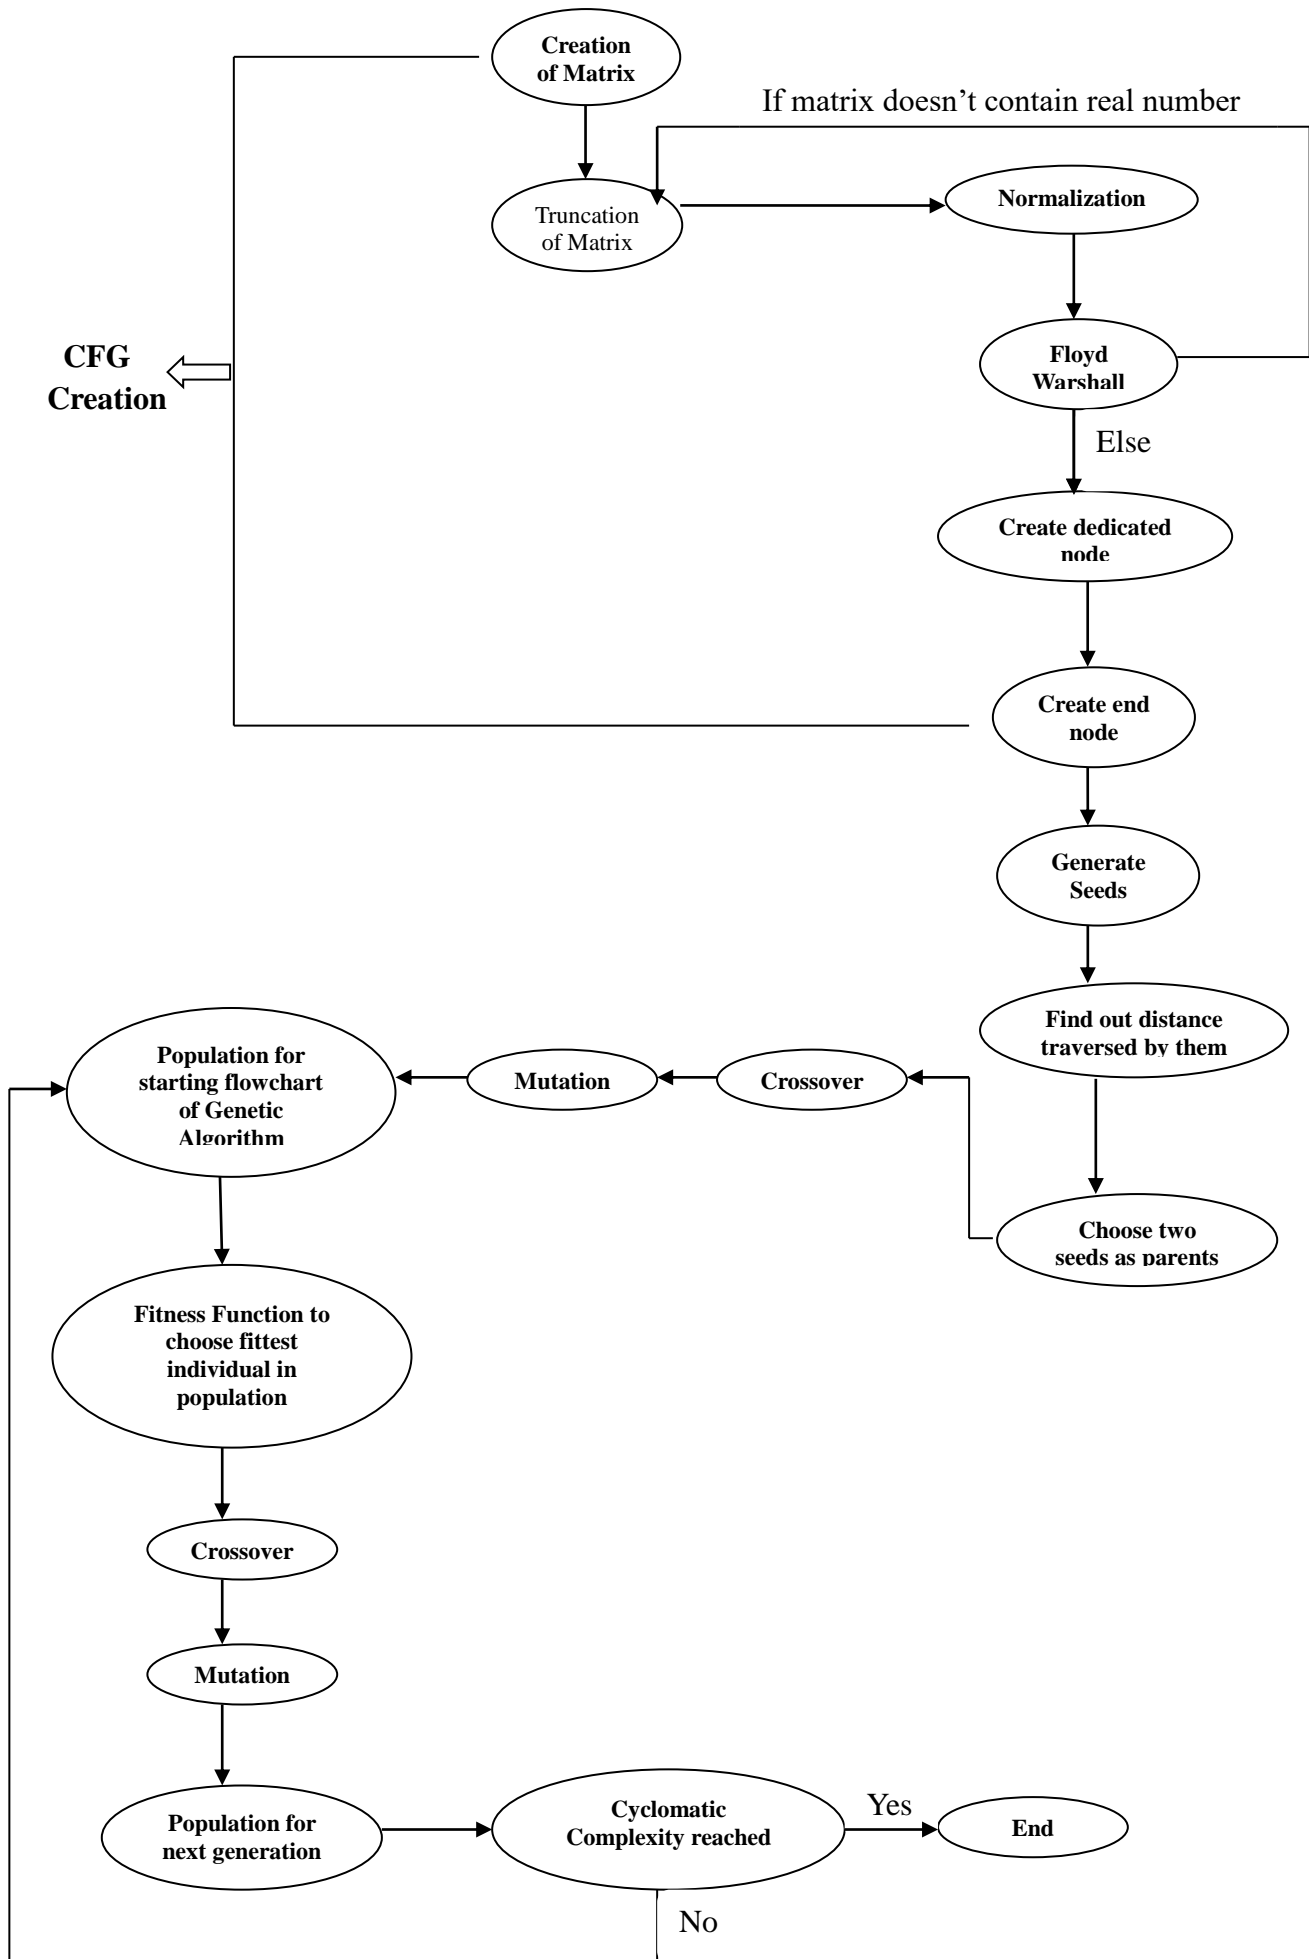 Creation
of Matrix
If matrix doesn’t contain real number
Truncation
of Matrix
Normalization
CFG
Creation
Floyd
Warshall
Else
Create dedicated
node
Create end
node
Generate
Seeds
Find out distance
traversed by them
Population for
starting flowchart
of Genetic
Algorithm
Mutation
Crossover
Choose two
seeds as parents
Fitness Function to
choose fittest
individual in
population
Crossover
Mutation
Population for
next generation
Cyclomatic
Complexity reached
Yes
End
No